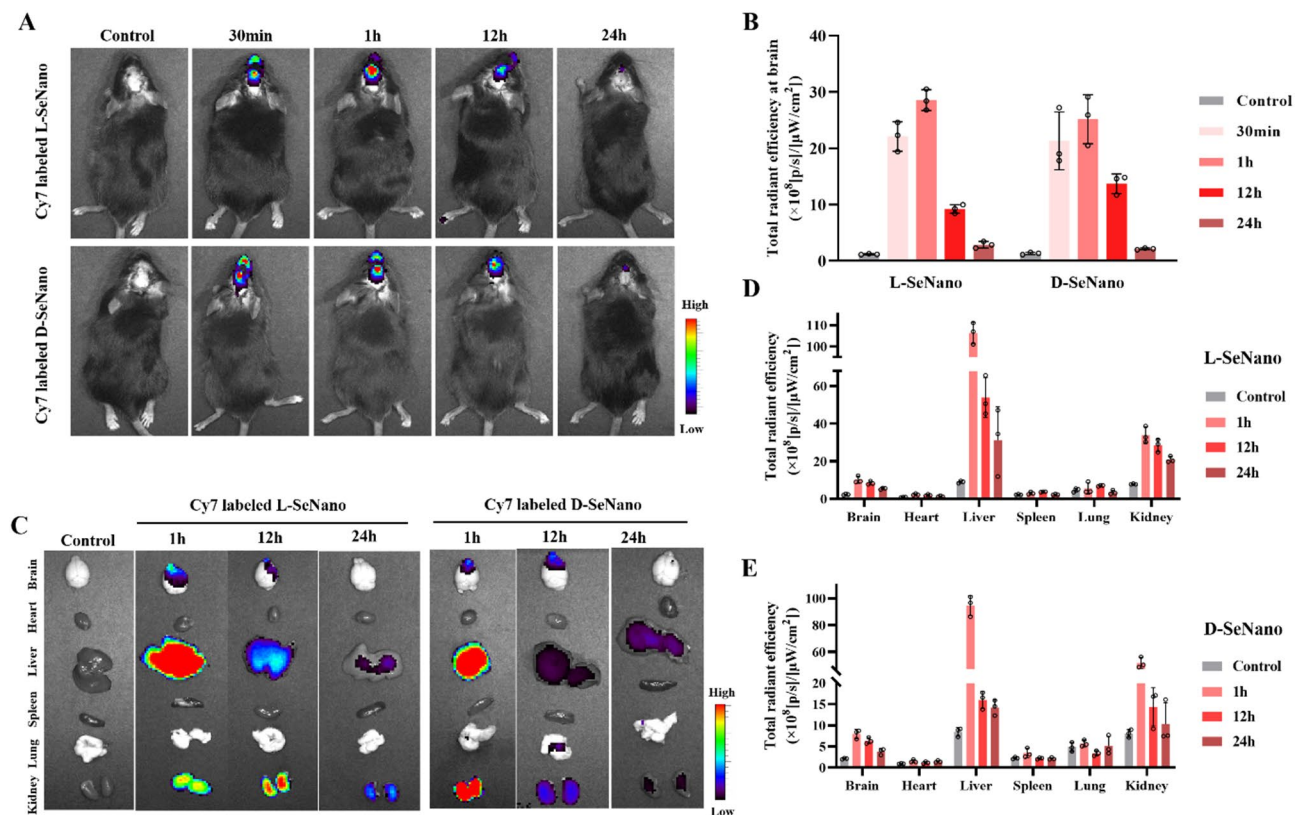 A
Control 30min 1h 12h 24h
Cy7 labeled L-SeNano
Cy7 labeled D-SeNano
High
Low
B
Total radiant efficiency at brain
(×10⁸[p/s]/[µW/cm²]
40
30
20
10
0
L-SeNano D-SeNano
Control
30min
1h
12h
24h
C
Cy7 labeled L-SeNano Cy7 labeled D-SeNano
Control 1h 12h 24h 1h 12h 24h
Brain
Heart
Liver
Spleen
Lung
Kidney
High
Low
D
Total radiant efficiency
(×10⁸[p/s]/[µW/cm²]
110
100
60
40
20
0
Brain Heart Liver Spleen Lung Kidney
L-SeNano
Control
1h
12h
24h
E
Total radiant efficiency
(×10⁸[p/s]/[µW/cm²]
100
80
60
40
20
15
10
5
0
Brain Heart Liver Spleen Lung Kidney
D-SeNano
Control
1h
12h
24h